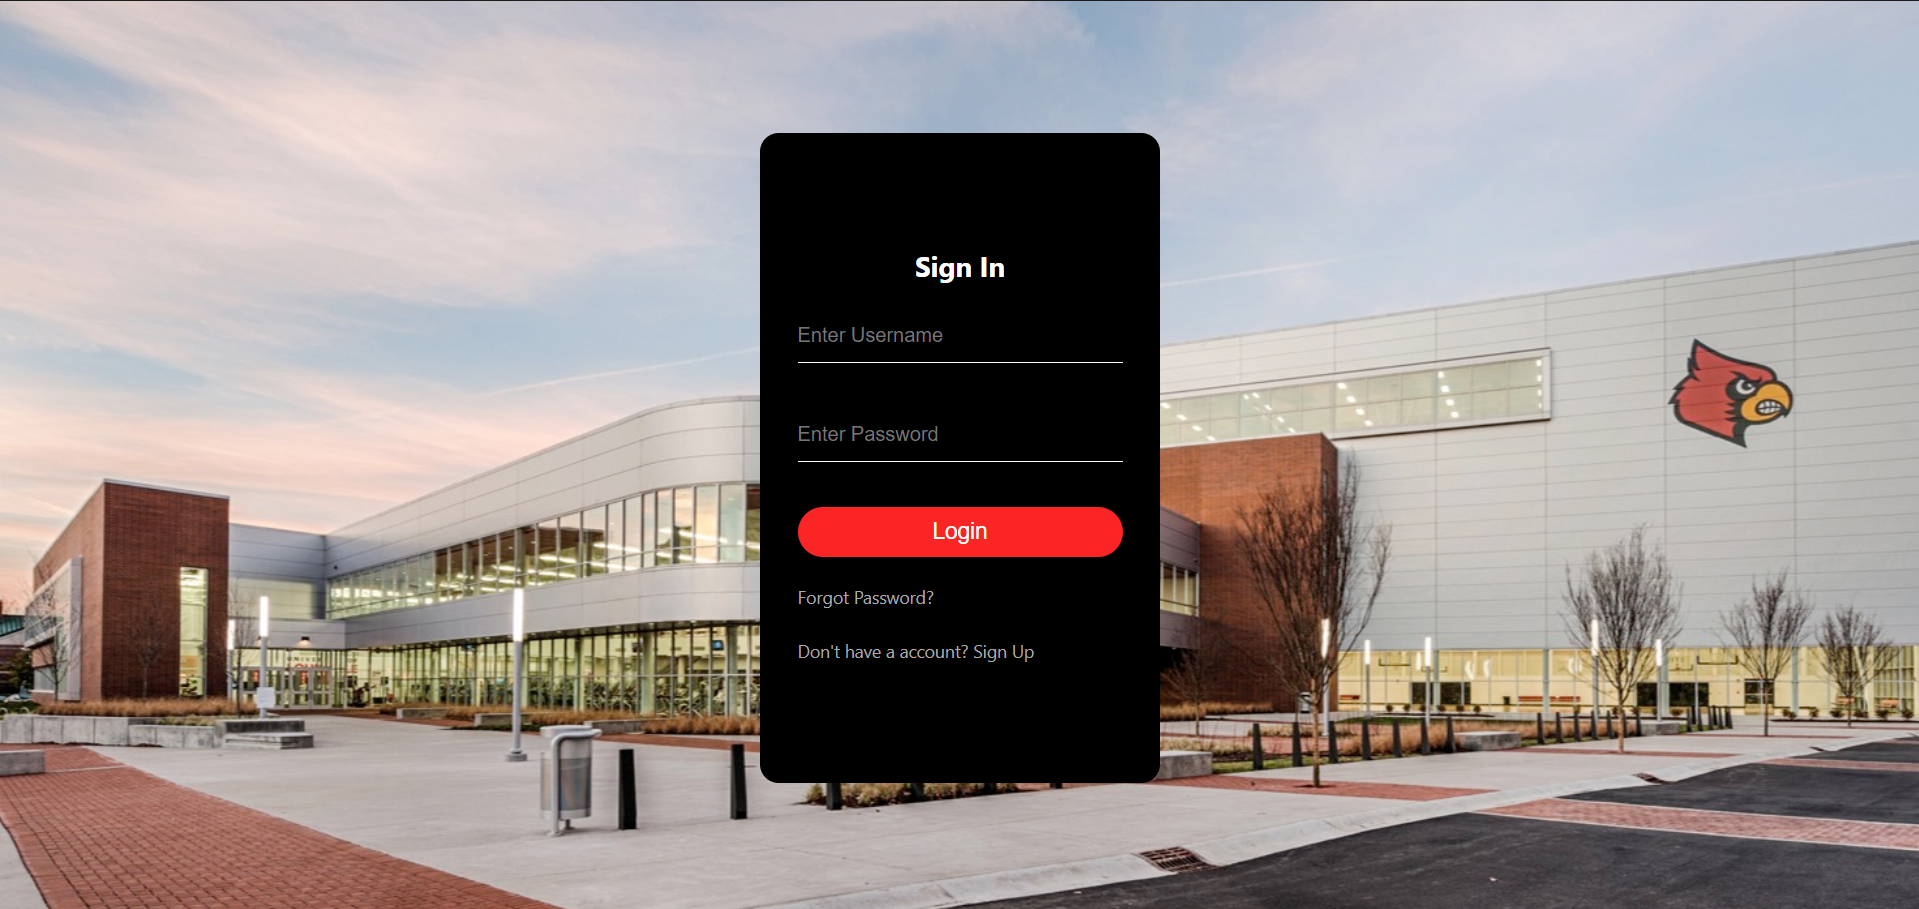 Sign In
Enter Username
Enter Password
Login
Forgot Password?
Don't have a account? Sign Up